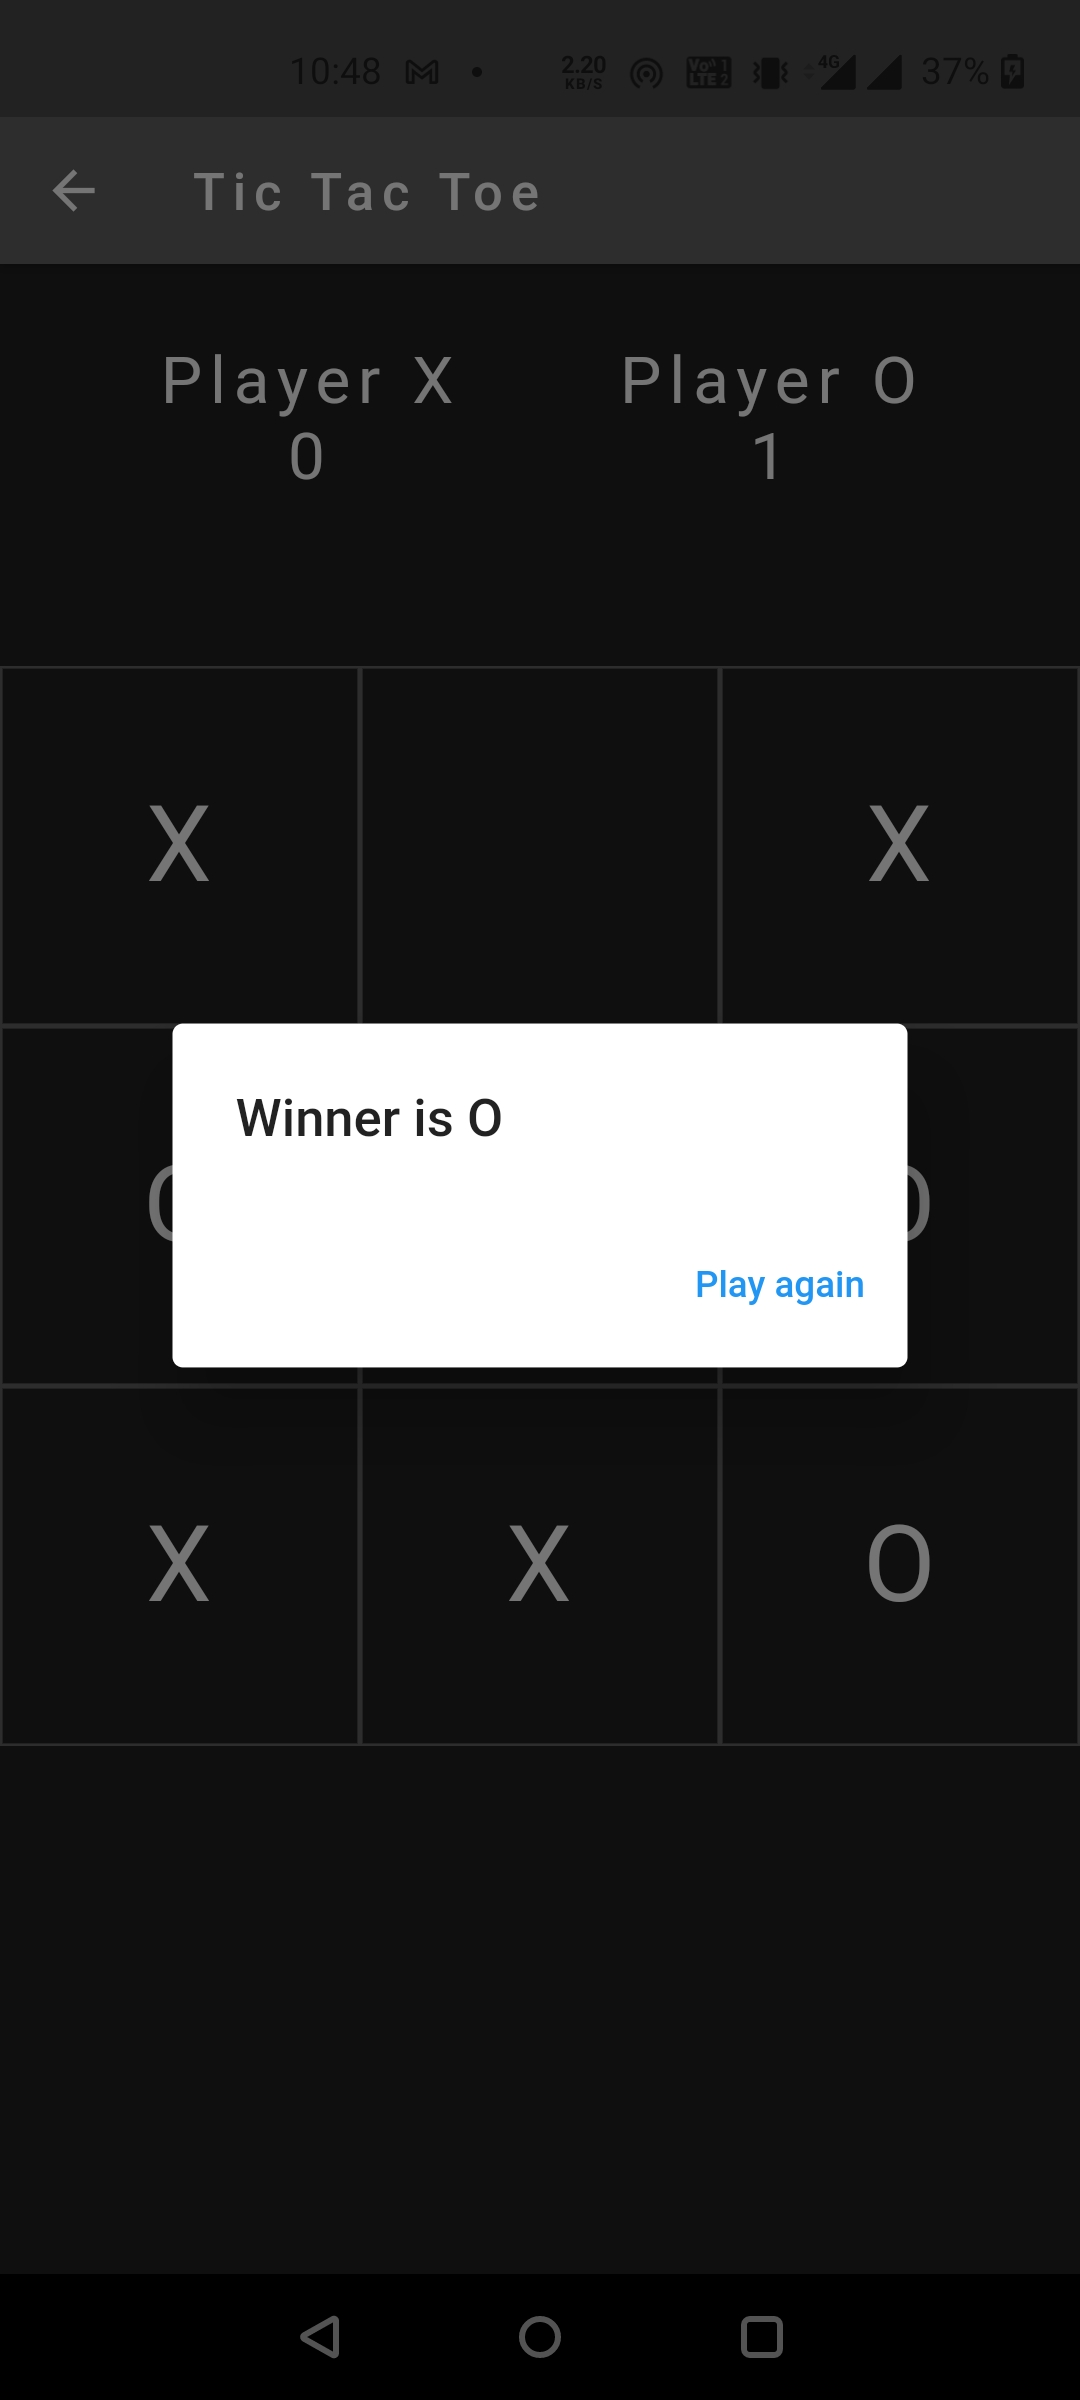 10:48 2.20 KB/S Vo LTE 1 2 4G 37%
Tic Tac Toe
Player X Player O
0 1
X X
Winner is O
Play again
X X O